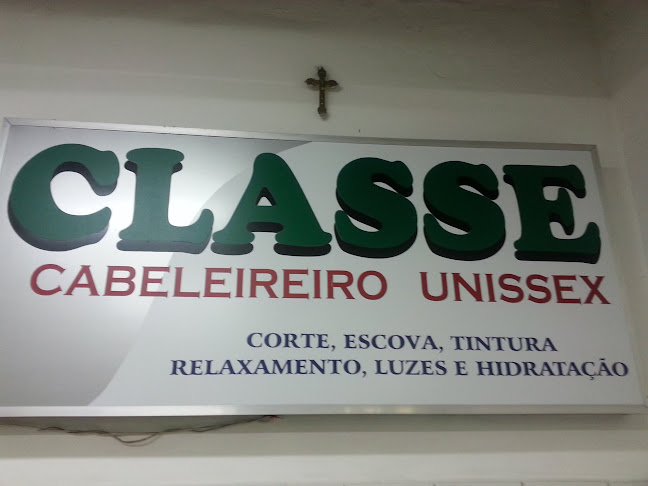 CLASSE
CABELEIREIRO UNISSEX
CORTE, ESCOVA, TINTURA
RELAXAMENTO, LUZES E HIDRATAÇÃO